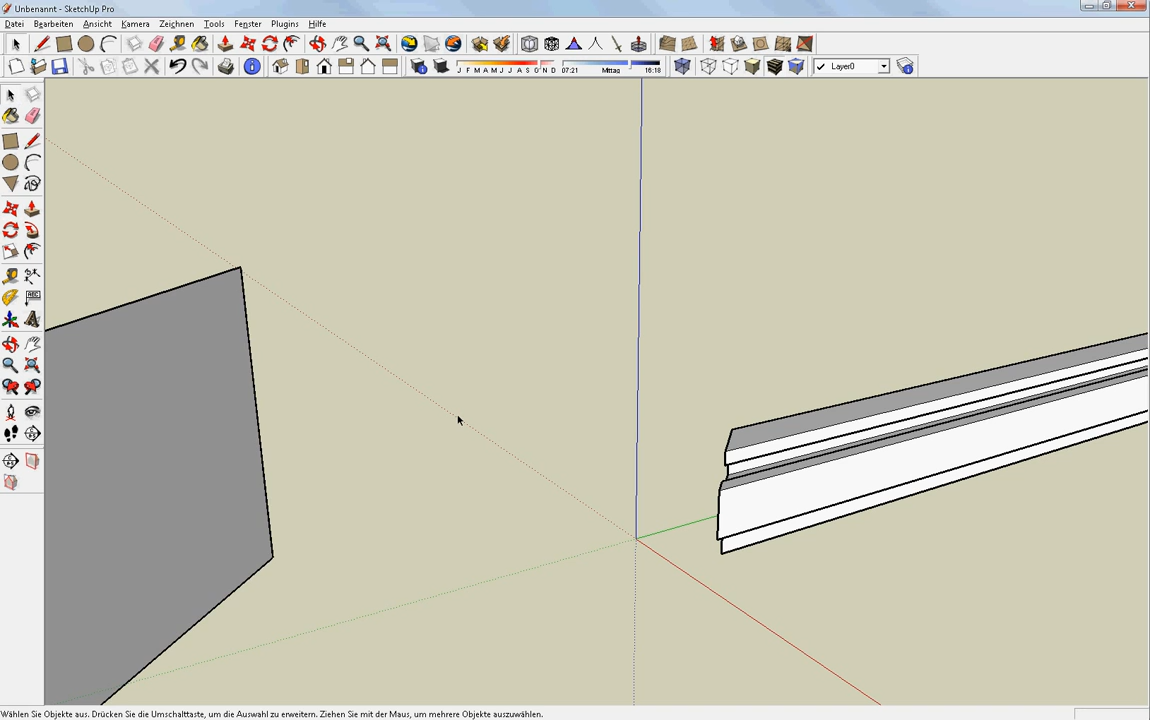 Unbenannt - SketchUp Pro
Datei Bearbeiten Ansicht Kamera Zeichnen Tools Fenster Plugins Hilfe
J F M A M J J A S O N D 07:21 Mittag 16:18 Layer0
Wählen Sie Objekte aus. Drücken Sie die Umschalttaste, um die Auswahl zu erweitern. Ziehen Sie mit der Maus, um mehrere Objekte auszuwählen.